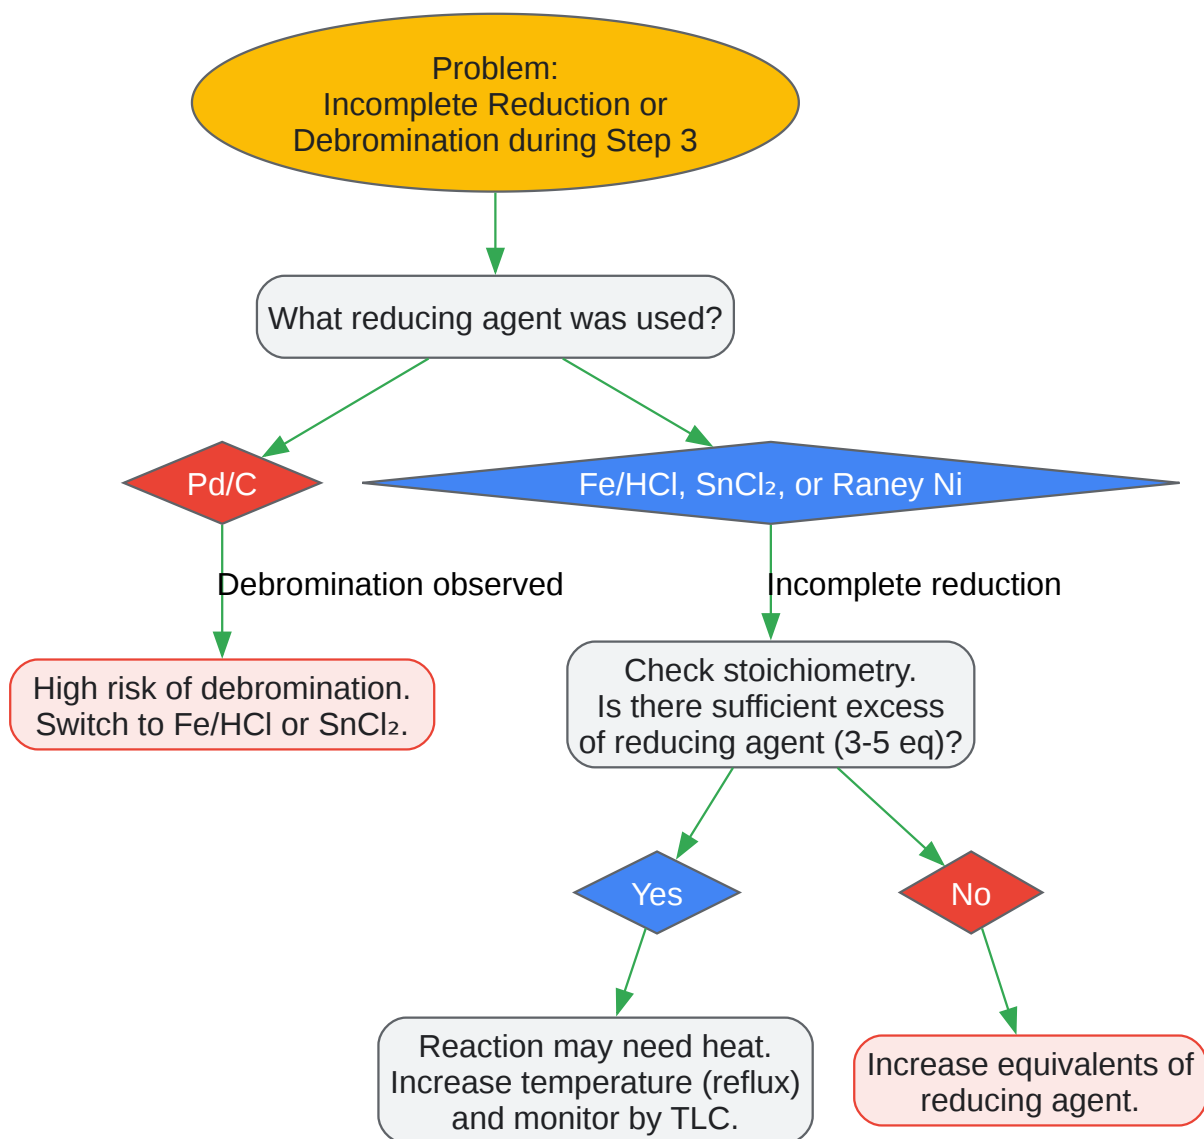 Problem:
Incomplete Reduction or
Debromination during Step 3
What reducing agent was used?
Pd/C
Fe/HCl, SnCl₂, or Raney Ni
Debromination observed
Incomplete reduction
High risk of debromination.
Switch to Fe/HCl or SnCl₂.
Check stoichiometry.
Is there sufficient excess
of reducing agent (3-5 eq)?
Yes
No
Reaction may need heat.
Increase temperature (reflux)
and monitor by TLC.
Increase equivalents of
reducing agent.